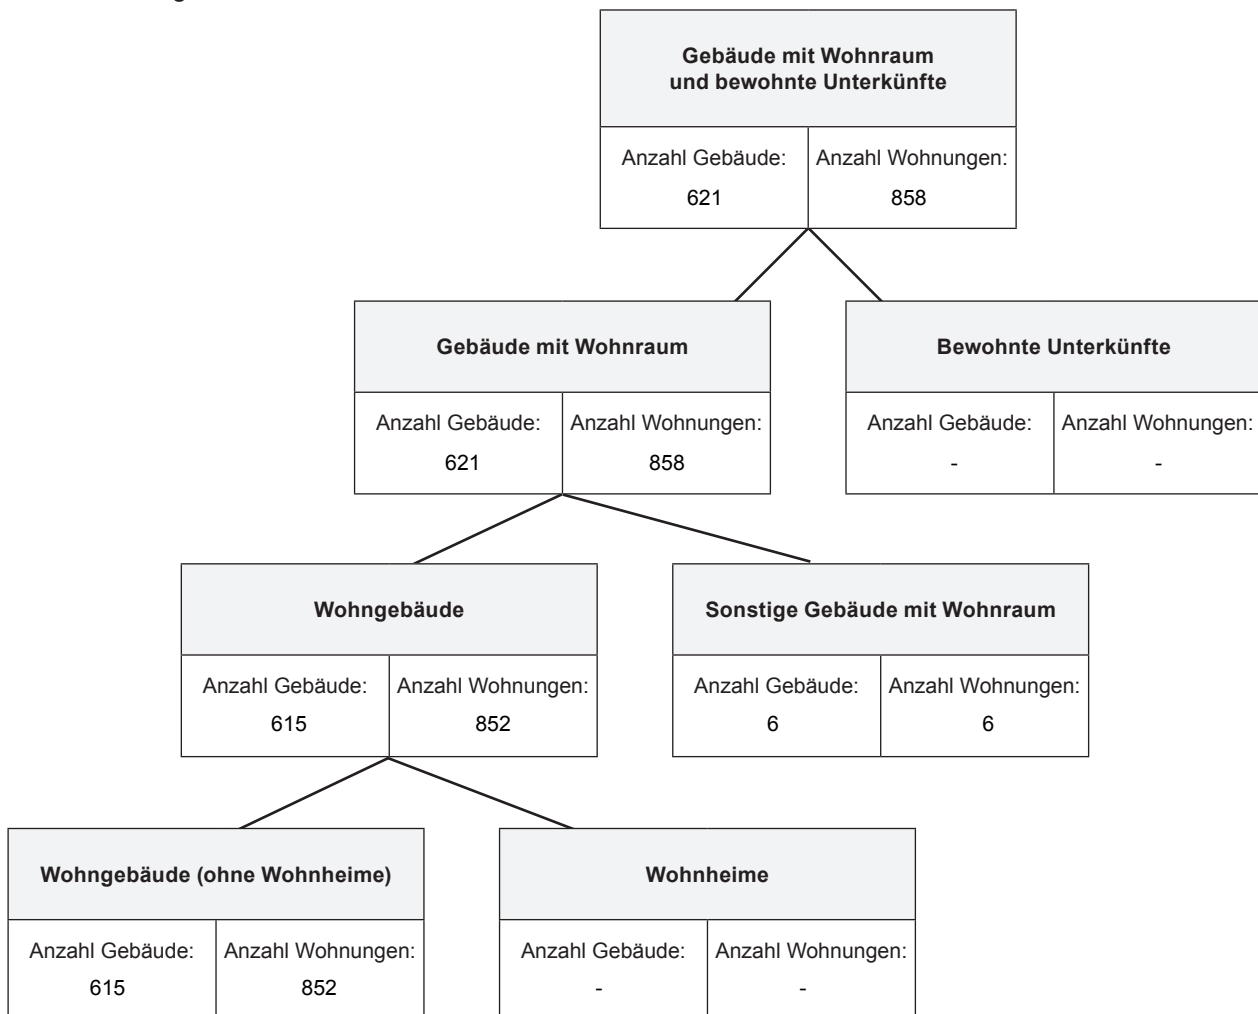 Gebäude mit Wohnraum
und bewohnte Unterkünfte
Anzahl Gebäude: Anzahl Wohnungen:
621 858
Gebäude mit Wohnraum
Bewohnte Unterkünfte
Anzahl Gebäude: Anzahl Wohnungen:
621 858
Anzahl Gebäude: Anzahl Wohnungen:
- -
Wohngebäude
Sonstige Gebäude mit Wohnraum
Anzahl Gebäude: Anzahl Wohnungen:
615 852
Anzahl Gebäude: Anzahl Wohnungen:
6 6
Wohngebäude (ohne Wohnheime)
Wohnheime
Anzahl Gebäude: Anzahl Wohnungen:
615 852
Anzahl Gebäude: Anzahl Wohnungen:
- -